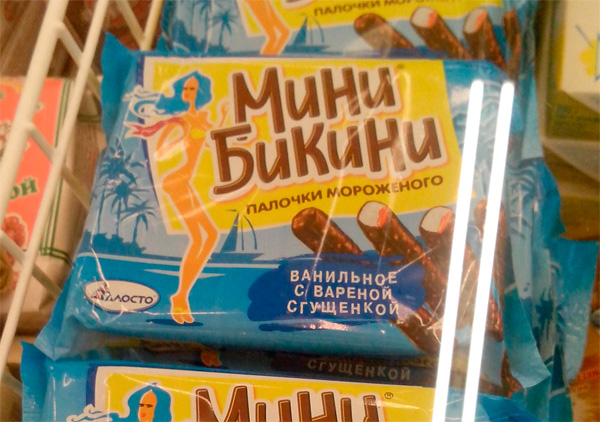 ПАЛОЧКИ МОРОЖЕНОГО
МИНИ
БИКИНИ
ПАЛОЧКИ МОРОЖЕНОГО
ВАНИЛЬНОЕ
С ВАРЕНОЙ
СГУЩЕНКОЙ
СГУЩЕНКОЙ
МИНИ®